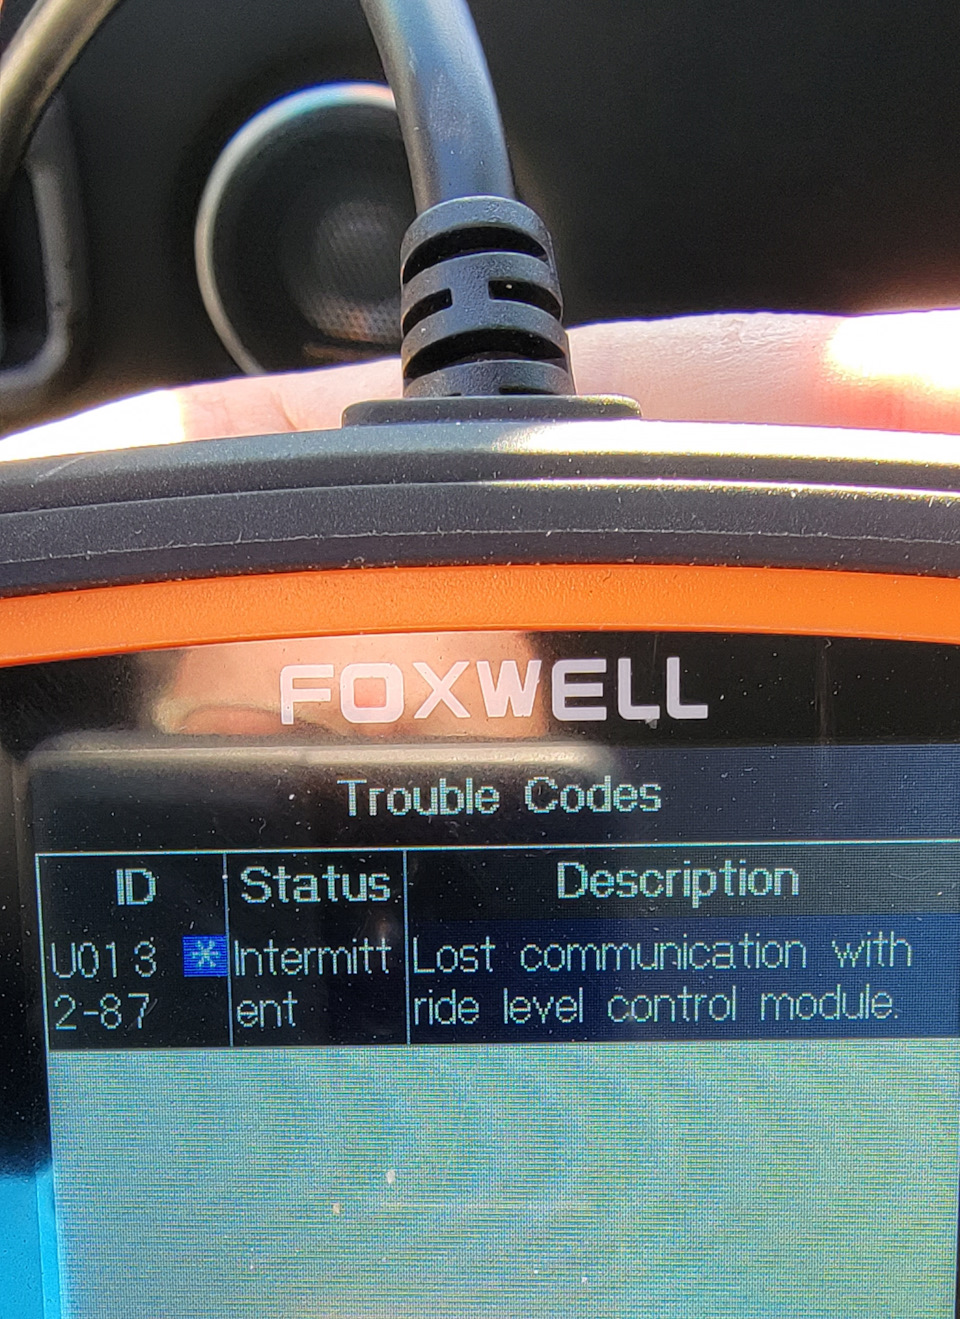 FOXWELL
Trouble Codes
ID Status Description
U013 * Intermitt Lost communication with
2-87 ent ride level control module.